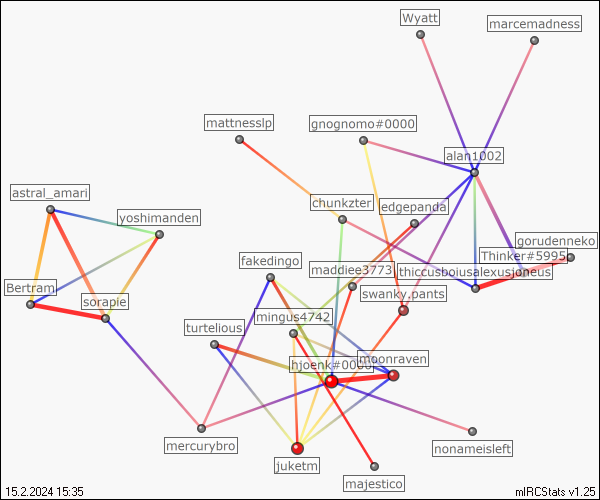 Wyatt
marcemadness
mattnesslp
gnognomo#0000
alan1002
astral_amari
yoshimanden
chunkzter
edgepanda
gorudenneko
Thinker#5995
fakedingo
maddiee3773
jthiccusboiusalexusjoneus
Bertram
sorapie
swanky.pants
mingus4742
turtelious
hjoenk#0000
moonraven
mercurybro
nonameisleft
juketm
majestico
15.2.2024 15:35
mIRCStats v1.25